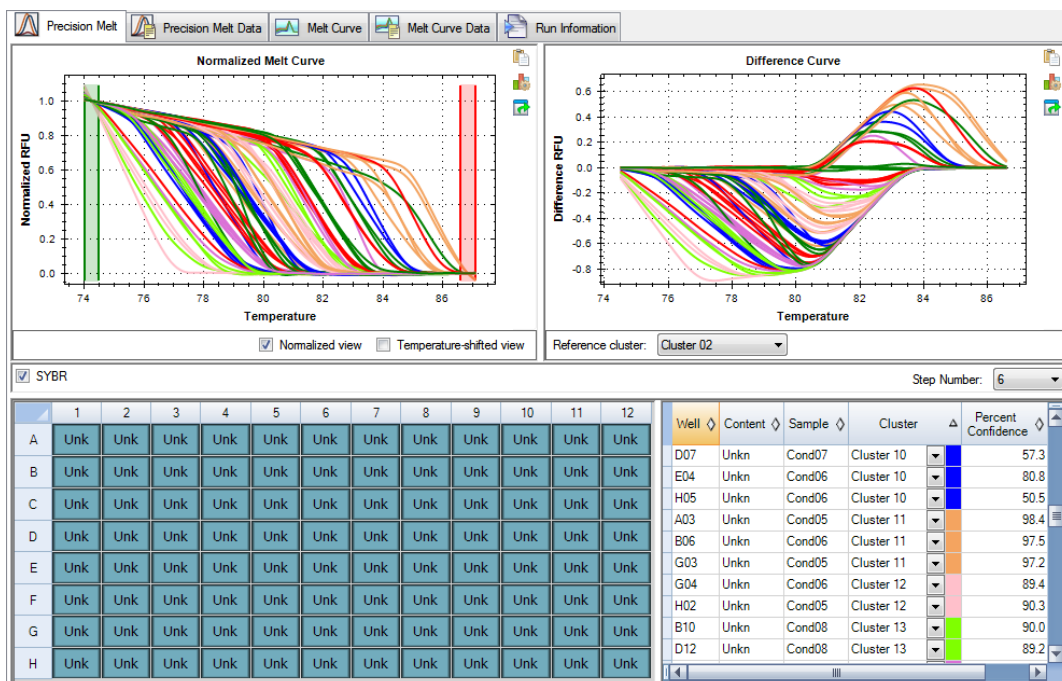 Precision Melt Precision Melt Data Melt Curve Melt Curve Data Run Information
Normalized Melt Curve
1.0
0.8
0.6
0.4
0.2
0.0
Normalized RFU
74 76 78 80 82 84 86
Temperature
Normalized view Temperature-shifted view
Difference Curve
0.6
0.4
0.2
0.0
-0.2
-0.4
-0.6
-0.8
Difference RFU
74 76 78 80 82 84 86
Temperature
Reference cluster: Cluster 02
SYBR
Step Number: 6
1 2 3 4 5 6 7 8 9 10 11 12
A Unk Unk Unk Unk Unk Unk Unk Unk Unk Unk Unk Unk
B Unk Unk Unk Unk Unk Unk Unk Unk Unk Unk Unk Unk
C Unk Unk Unk Unk Unk Unk Unk Unk Unk Unk Unk Unk
D Unk Unk Unk Unk Unk Unk Unk Unk Unk Unk Unk Unk
E Unk Unk Unk Unk Unk Unk Unk Unk Unk Unk Unk Unk
F Unk Unk Unk Unk Unk Unk Unk Unk Unk Unk Unk Unk
G Unk Unk Unk Unk Unk Unk Unk Unk Unk Unk Unk Unk
H Unk Unk Unk Unk Unk Unk Unk Unk Unk Unk Unk Unk
Well Content Sample Cluster Percent
Confidence
D07 Unkn Cond07 Cluster 10 57.3
E04 Unkn Cond06 Cluster 10 80.8
H05 Unkn Cond06 Cluster 10 50.5
A03 Unkn Cond05 Cluster 11 98.4
B06 Unkn Cond06 Cluster 11 97.5
G03 Unkn Cond05 Cluster 11 97.2
G04 Unkn Cond06 Cluster 12 89.4
H02 Unkn Cond05 Cluster 12 90.3
B10 Unkn Cond08 Cluster 13 90.0
D12 Unkn Cond08 Cluster 13 89.2